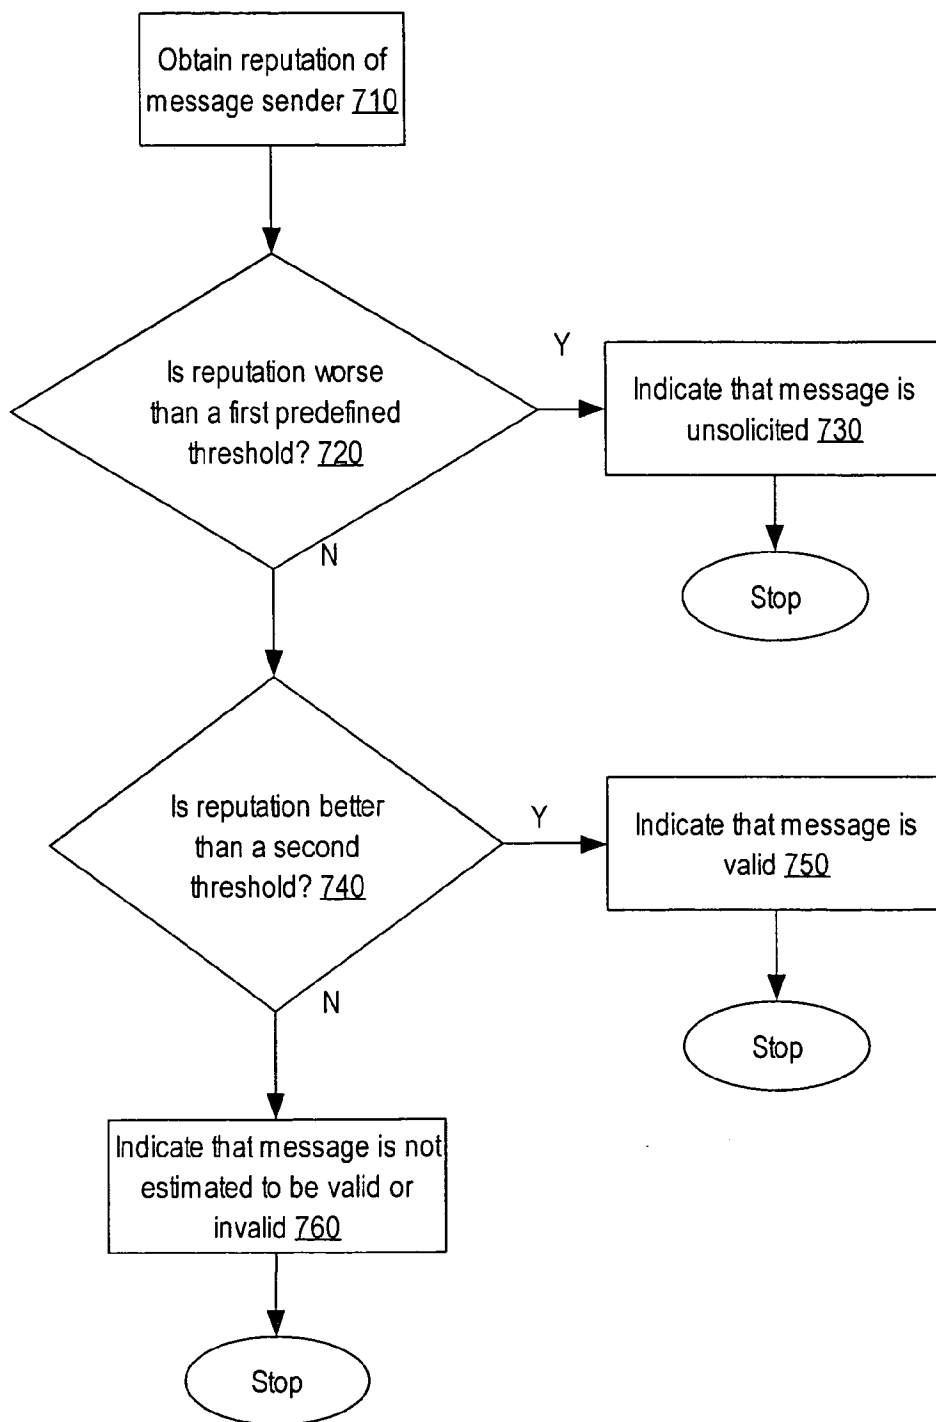 Obtain reputation of
message sender 710
Is reputation worse
than a first predefined
threshold? 720
Y
Indicate that message is
unsolicited 730
N
Stop
Is reputation better
than a second
threshold? 740
Y
Indicate that message is
valid 750
N
Stop
Indicate that message is not
estimated to be valid or
invalid 760
Stop